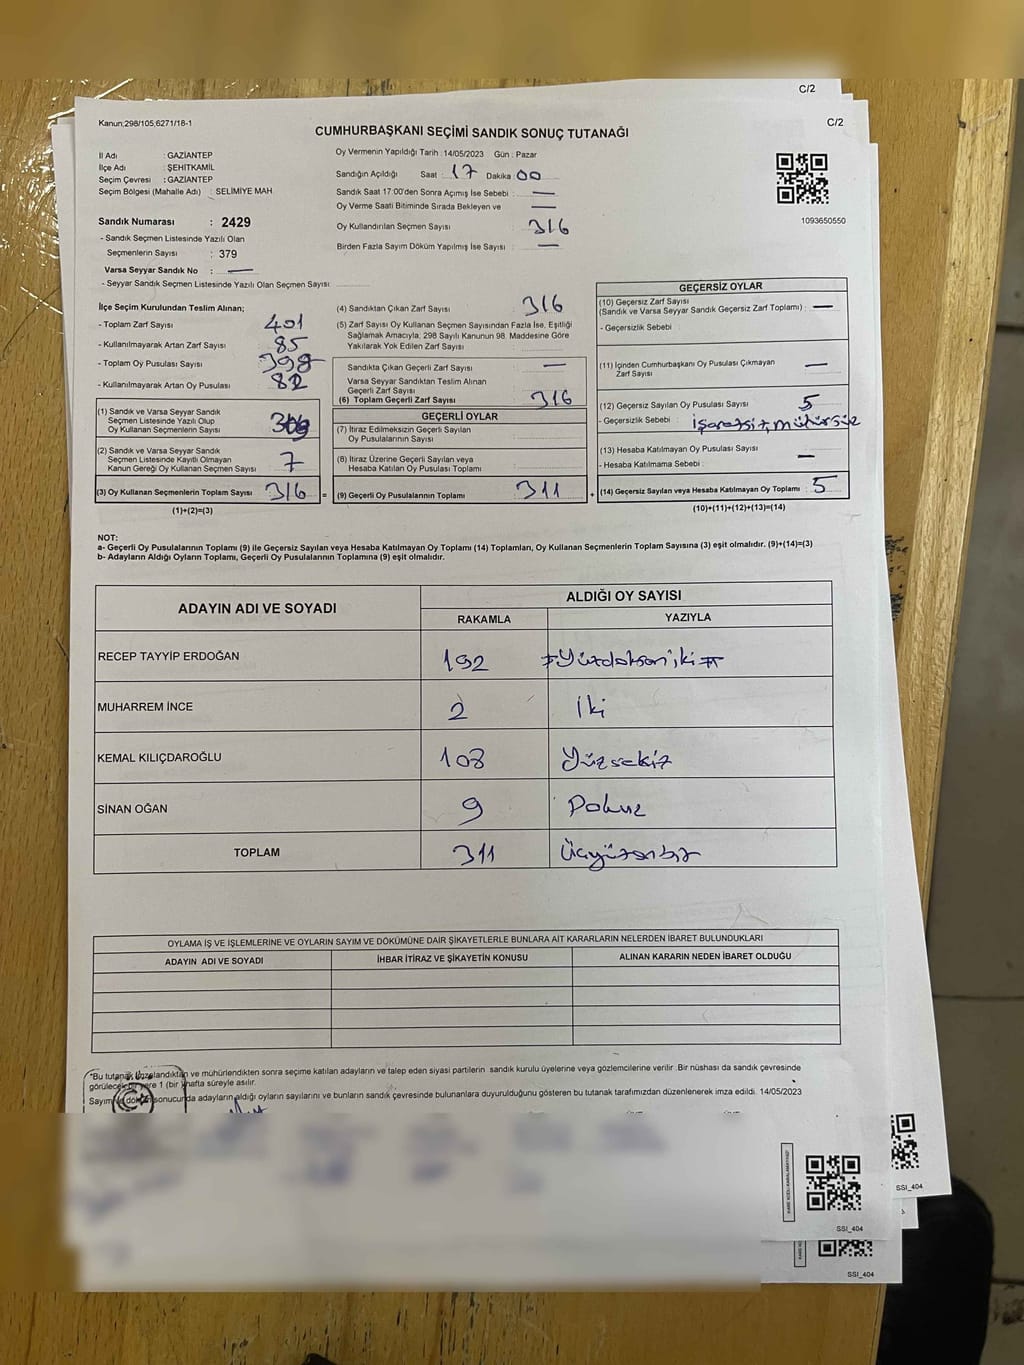 C/2
Kanun;298/105,6271/18-1
C/2
CUMHURBAŞKANI SEÇİMİ SANDIK SONUÇ TUTANAĞI
İl Adı : GAZİANTEP
İlçe Adı : ŞEHİTKAMİL
Seçim Çevresi : GAZİANTEP
Seçim Bölgesi (Mahalle Adı) : SELİMİYE MAH.
Sandık Numarası : 2429
- Sandık Seçmen Listesinde Yazılı Olan
Seçmenlerin Sayısı : 379
Varsa Seyyar Sandık No : —
- Seyyar Sandık Seçmen Listesinde Yazılı Olan Seçmen Sayısı:
Oy Vermenin Yapıldığı Tarih :14/05/2023 Gün : Pazar
Sandığın Açıldığı Saat : 17 Dakika : 00
Sandık Saat 17:00'den Sonra Açımış İse Sebebi : —
Oy Verme Saati Bitiminde Sırada Bekleyen ve —
Oy Kullandırılan Seçmen Sayısı 316
Birden Fazla Sayım Döküm Yapılmış İse Sayısı : —
1093650550
İlçe Seçim Kurulundan Teslim Alınan;
- Toplam Zarf Sayısı 401
- Kullanılmayarak Artan Zarf Sayısı 85
- Toplam Oy Pusulası Sayısı 398
- Kullanılmayarak Artan Oy Pusulası 82
(1) Sandık ve Varsa Seyyar Sandık
Seçmen Listesinde Yazılı Olup
Oy Kullanan Seçmenlerin Sayısı
(2) Sandık ve Varsa Seyyar Sandık
Seçmen Listesinde Kayıtlı Olmayan
Kanun Gereği Oy Kullanan Seçmen Sayısı 7
(3) Oy Kullanan Seçmenlerin Toplam Sayısı 316 =
(1)+(2)=(3)
(4) Sandıktan Çıkan Zarf Sayısı 316
(5) Zarf Sayısı Oy Kullanan Seçmen Sayısından Fazla İse, Eşitliği
Sağlamak Amacıyla, 298 Sayılı Kanunun 98. Maddesine Göre
Yakılarak Yok Edilen Zarf Sayısı
Sandıkta Çıkan Geçerli Zarf Sayısı —
Varsa Seyyar Sandıktan Teslim Alınan
Geçerli Zarf Sayısı
(6) Toplam Geçerli Zarf Sayısı 316
GEÇERLİ OYLAR
(7) İtiraz Edilmeksizin Geçerli Sayılan
Oy Pusulalarının Sayısı
(8) İtiraz Üzerine Geçerli Sayılan veya
Hesaba Katılan Oy Pusulası Toplamı
(9) Geçerli Oy Pusulalarının Toplamı 311 +
GEÇERSİZ OYLAR
(10) Geçersiz Zarf Sayısı
(Sandık ve Varsa Seyyar Sandık Geçersiz Zarf Toplamı) : —
- Geçersizlik Sebebi :
(11) İçinden Cumhurbaşkanı Oy Pusulası Çıkmayan
Zarf Sayısı —
(12) Geçersiz Sayılan Oy Pusulası Sayısı 5
- Geçersizlik Sebebi : işaretsiz, mühürsüz
(13) Hesaba Katılmayan Oy Pusulası Sayısı
- Hesaba Katılmama Sebebi : —
(14) Geçersiz Sayılan veya Hesaba Katılmayan Oy Toplamı : 5
(10)+(11)+(12)+(13)=(14)
NOT:
a- Geçerli Oy Pusulalarının Toplamı (9) ile Geçersiz Sayılan veya Hesaba Katılmayan Oy Toplamı (14) Toplamları, Oy Kullanan Seçmenlerin Toplam Sayısına (3) eşit olmalıdır. (9)+(14)=(3)
b- Adayların Aldığı Oyların Toplamı, Geçerli Oy Pusulalarının Toplamına (9) eşit olmalıdır.
ADAYIN ADI VE SOYADI
ALDIĞI OY SAYISI
RAKAMLA YAZIYLA
RECEP TAYYİP ERDOĞAN 192 Yüzdoksaniki
MUHARREM İNCE 2 İki
KEMAL KILIÇDAROĞLU 108 Yüzsekiz
SİNAN OĞAN 9 Dokuz
TOPLAM 311 Üçyüzonbir
OYLAMA İŞ VE İŞLEMLERİNE VE OYLARIN SAYIM VE DÖKÜMÜNE DAİR ŞİKAYETLERLE BUNLARA AİT KARARLARIN NELERDEN İBARET BULUNDUKLARI
ADAYIN ADI VE SOYADI İHBAR İTİRAZ VE ŞİKAYETİN KONUSU ALINAN KARARIN NEDEN İBARET OLDUĞU
*Bu tutanak imzalandıktan ve mühürlendikten sonra seçime katılan adayların ve talep eden siyasi partilerin sandık kurulu üyelerine veya gözlemcilerine verilir .Bir nüshası da sandık çevresinde
görülecek bir yere 1 (bir) hafta süreyle asılır.
Sayım ve döküm sonucunda adayların aldığı oyların sayılarını ve bunların sandık çevresinde bulunanlara duyurulduğunu gösteren bu tutanak tarafımızdan düzenlenerek imza edildi. 14/05/2023
SSI_404
SSI_404
SSI_404